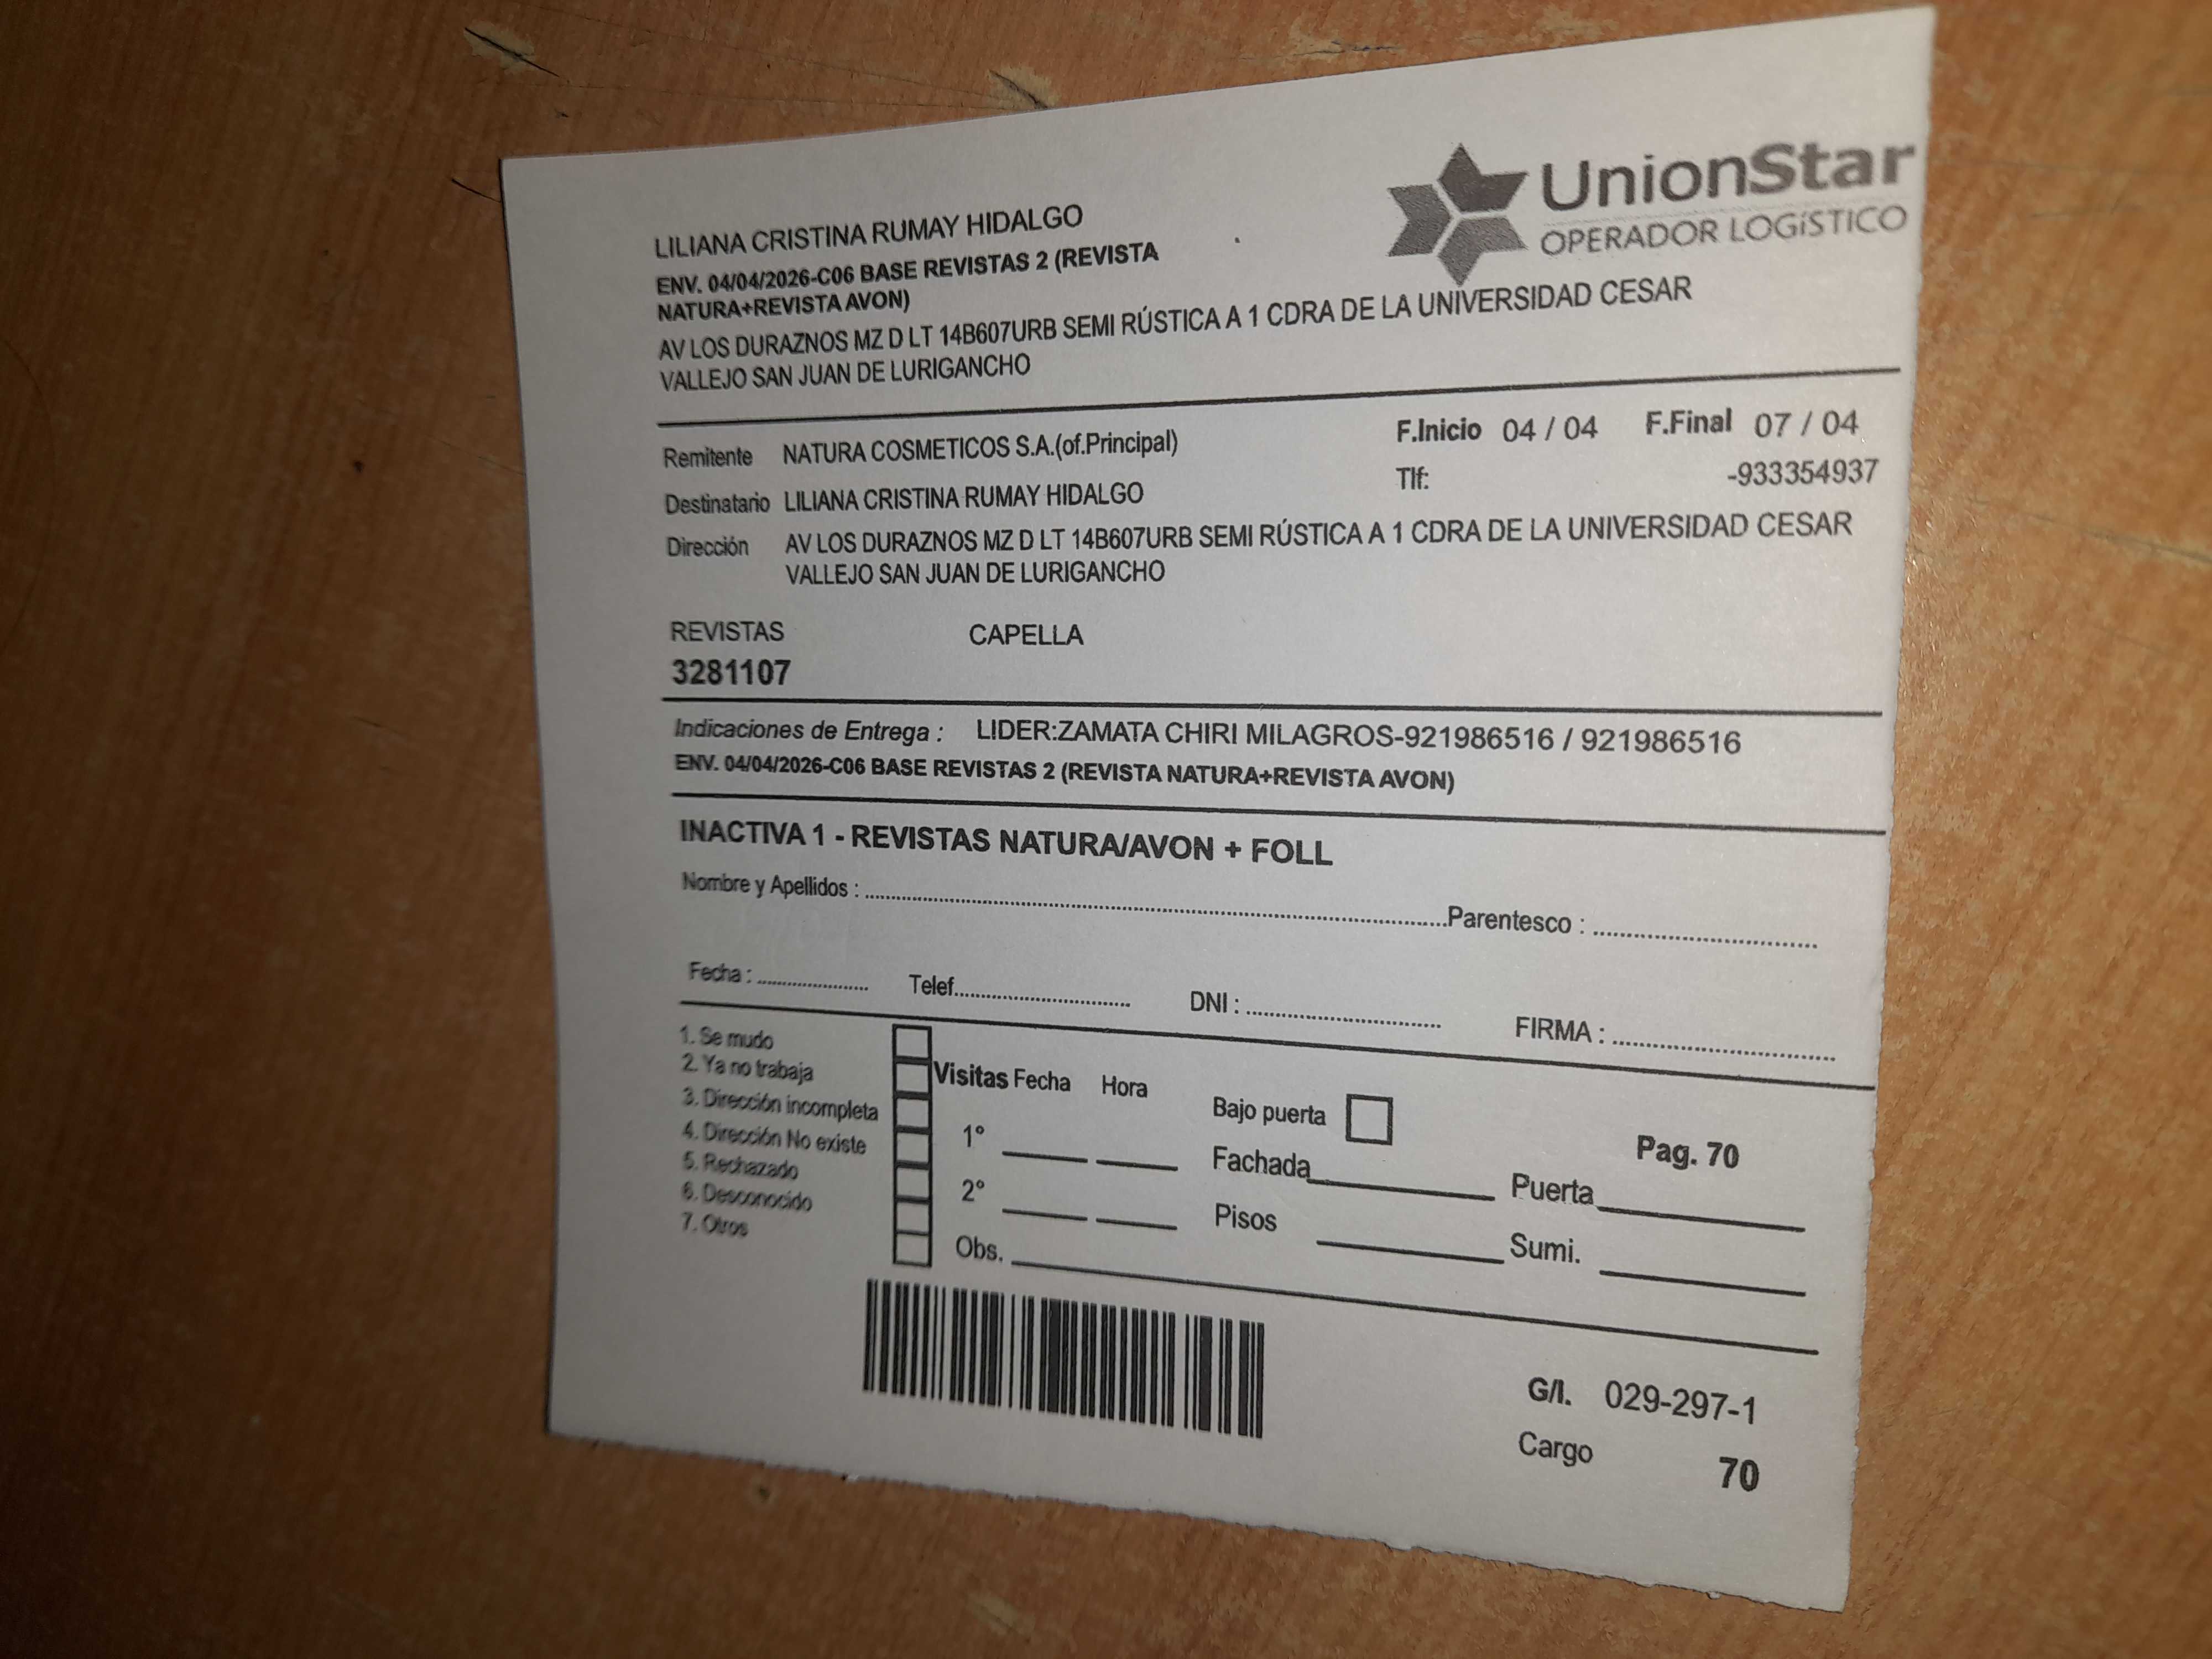 UnionStar
OPERADOR LOGíSTICO
LILIANA CRISTINA RUMAY HIDALGO
ENV. 04/04/2026-C06 BASE REVISTAS 2 (REVISTA
NATURA+REVISTA AVON)
AV LOS DURAZNOS MZ D LT 14B607URB SEMI RÚSTICA A 1 CDRA DE LA UNIVERSIDAD CESAR
VALLEJO SAN JUAN DE LURIGANCHO
Remitente NATURA COSMETICOS S.A.(of.Principal) F.Inicio 04 / 04 F.Final 07 / 04
Tlf: -933354937
Destinatario LILIANA CRISTINA RUMAY HIDALGO
Dirección AV LOS DURAZNOS MZ D LT 14B607URB SEMI RÚSTICA A 1 CDRA DE LA UNIVERSIDAD CESAR
VALLEJO SAN JUAN DE LURIGANCHO
REVISTAS CAPELLA
3281107
Indicaciones de Entrega : LIDER:ZAMATA CHIRI MILAGROS-921986516 / 921986516
ENV. 04/04/2026-C06 BASE REVISTAS 2 (REVISTA NATURA+REVISTA AVON)
INACTIVA 1 - REVISTAS NATURA/AVON + FOLL
Nombre y Apellidos : Parentesco :
Fecha : Telef. DNI : FIRMA :
1. Se mudo
2. Ya no trabaja
3. Dirección incompleta
4. Dirección No existe
5. Rechazado
6. Desconocido
7. Otros
Visitas Fecha Hora
1°
2°
Obs.
Bajo puerta
Fachada
Pisos
Pag. 70
Puerta
Sumi.
G/I. 029-297-1
Cargo 70